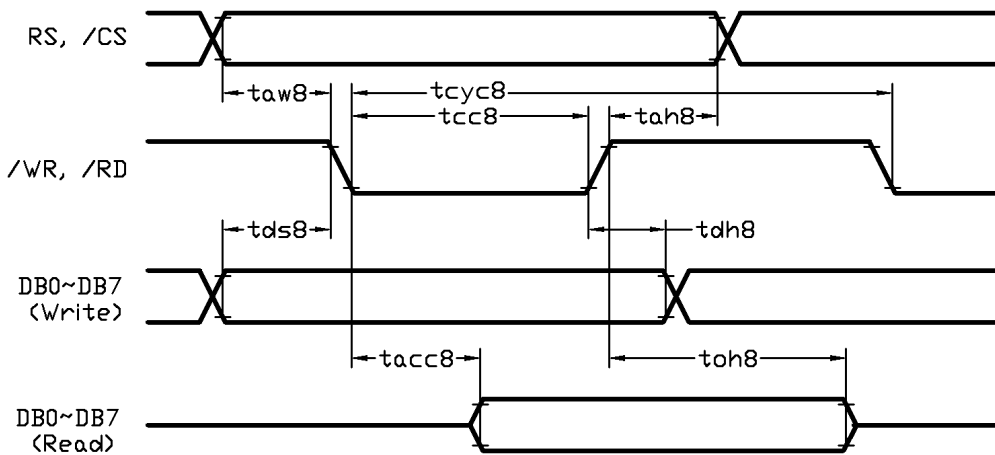 RS, /CS
taw8
tcyc8
tcc8
tah8
/WR, /RD
tds8
tdh8
DB0~DB7
(Write)
tacc8
toh8
DB0~DB7
(Read)